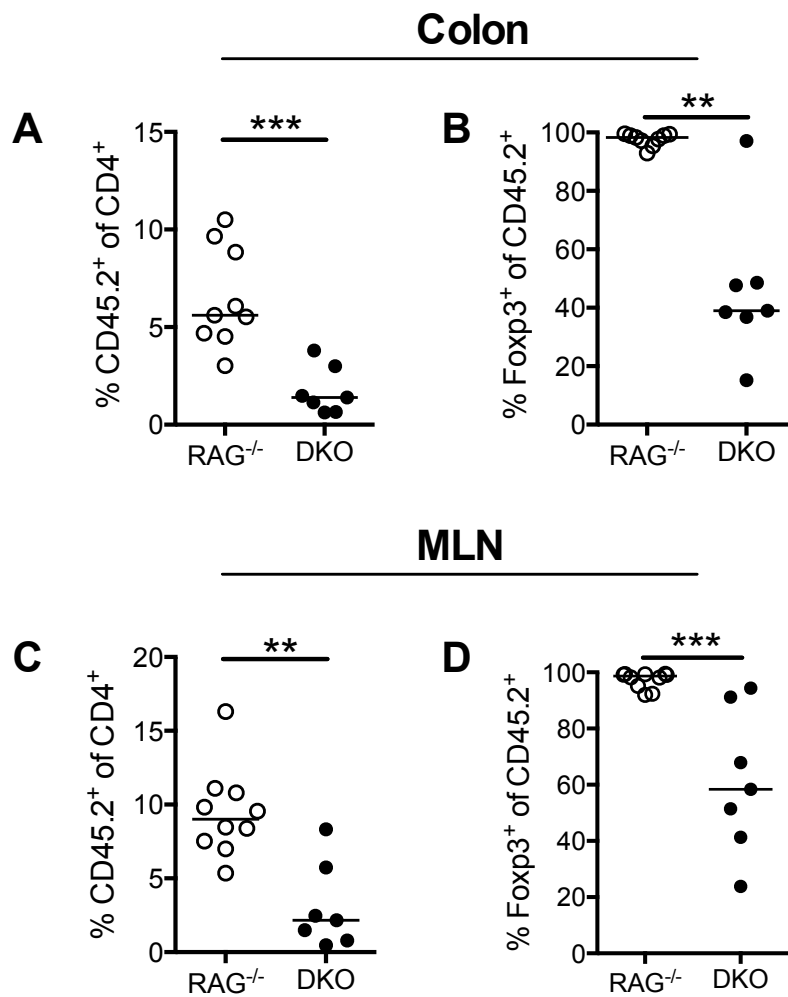 Colon
A
% CD45.2⁺ of CD4⁺
15
10
5
0
***
RAG⁻/⁻ DKO
B
% Foxp3⁺ of CD45.2⁺
100
80
60
40
20
0
**
RAG⁻/⁻ DKO
MLN
C
% CD45.2⁺ of CD4⁺
20
15
10
5
0
**
RAG⁻/⁻ DKO
D
% Foxp3⁺ of CD45.2⁺
100
80
60
40
20
0
***
RAG⁻/⁻ DKO